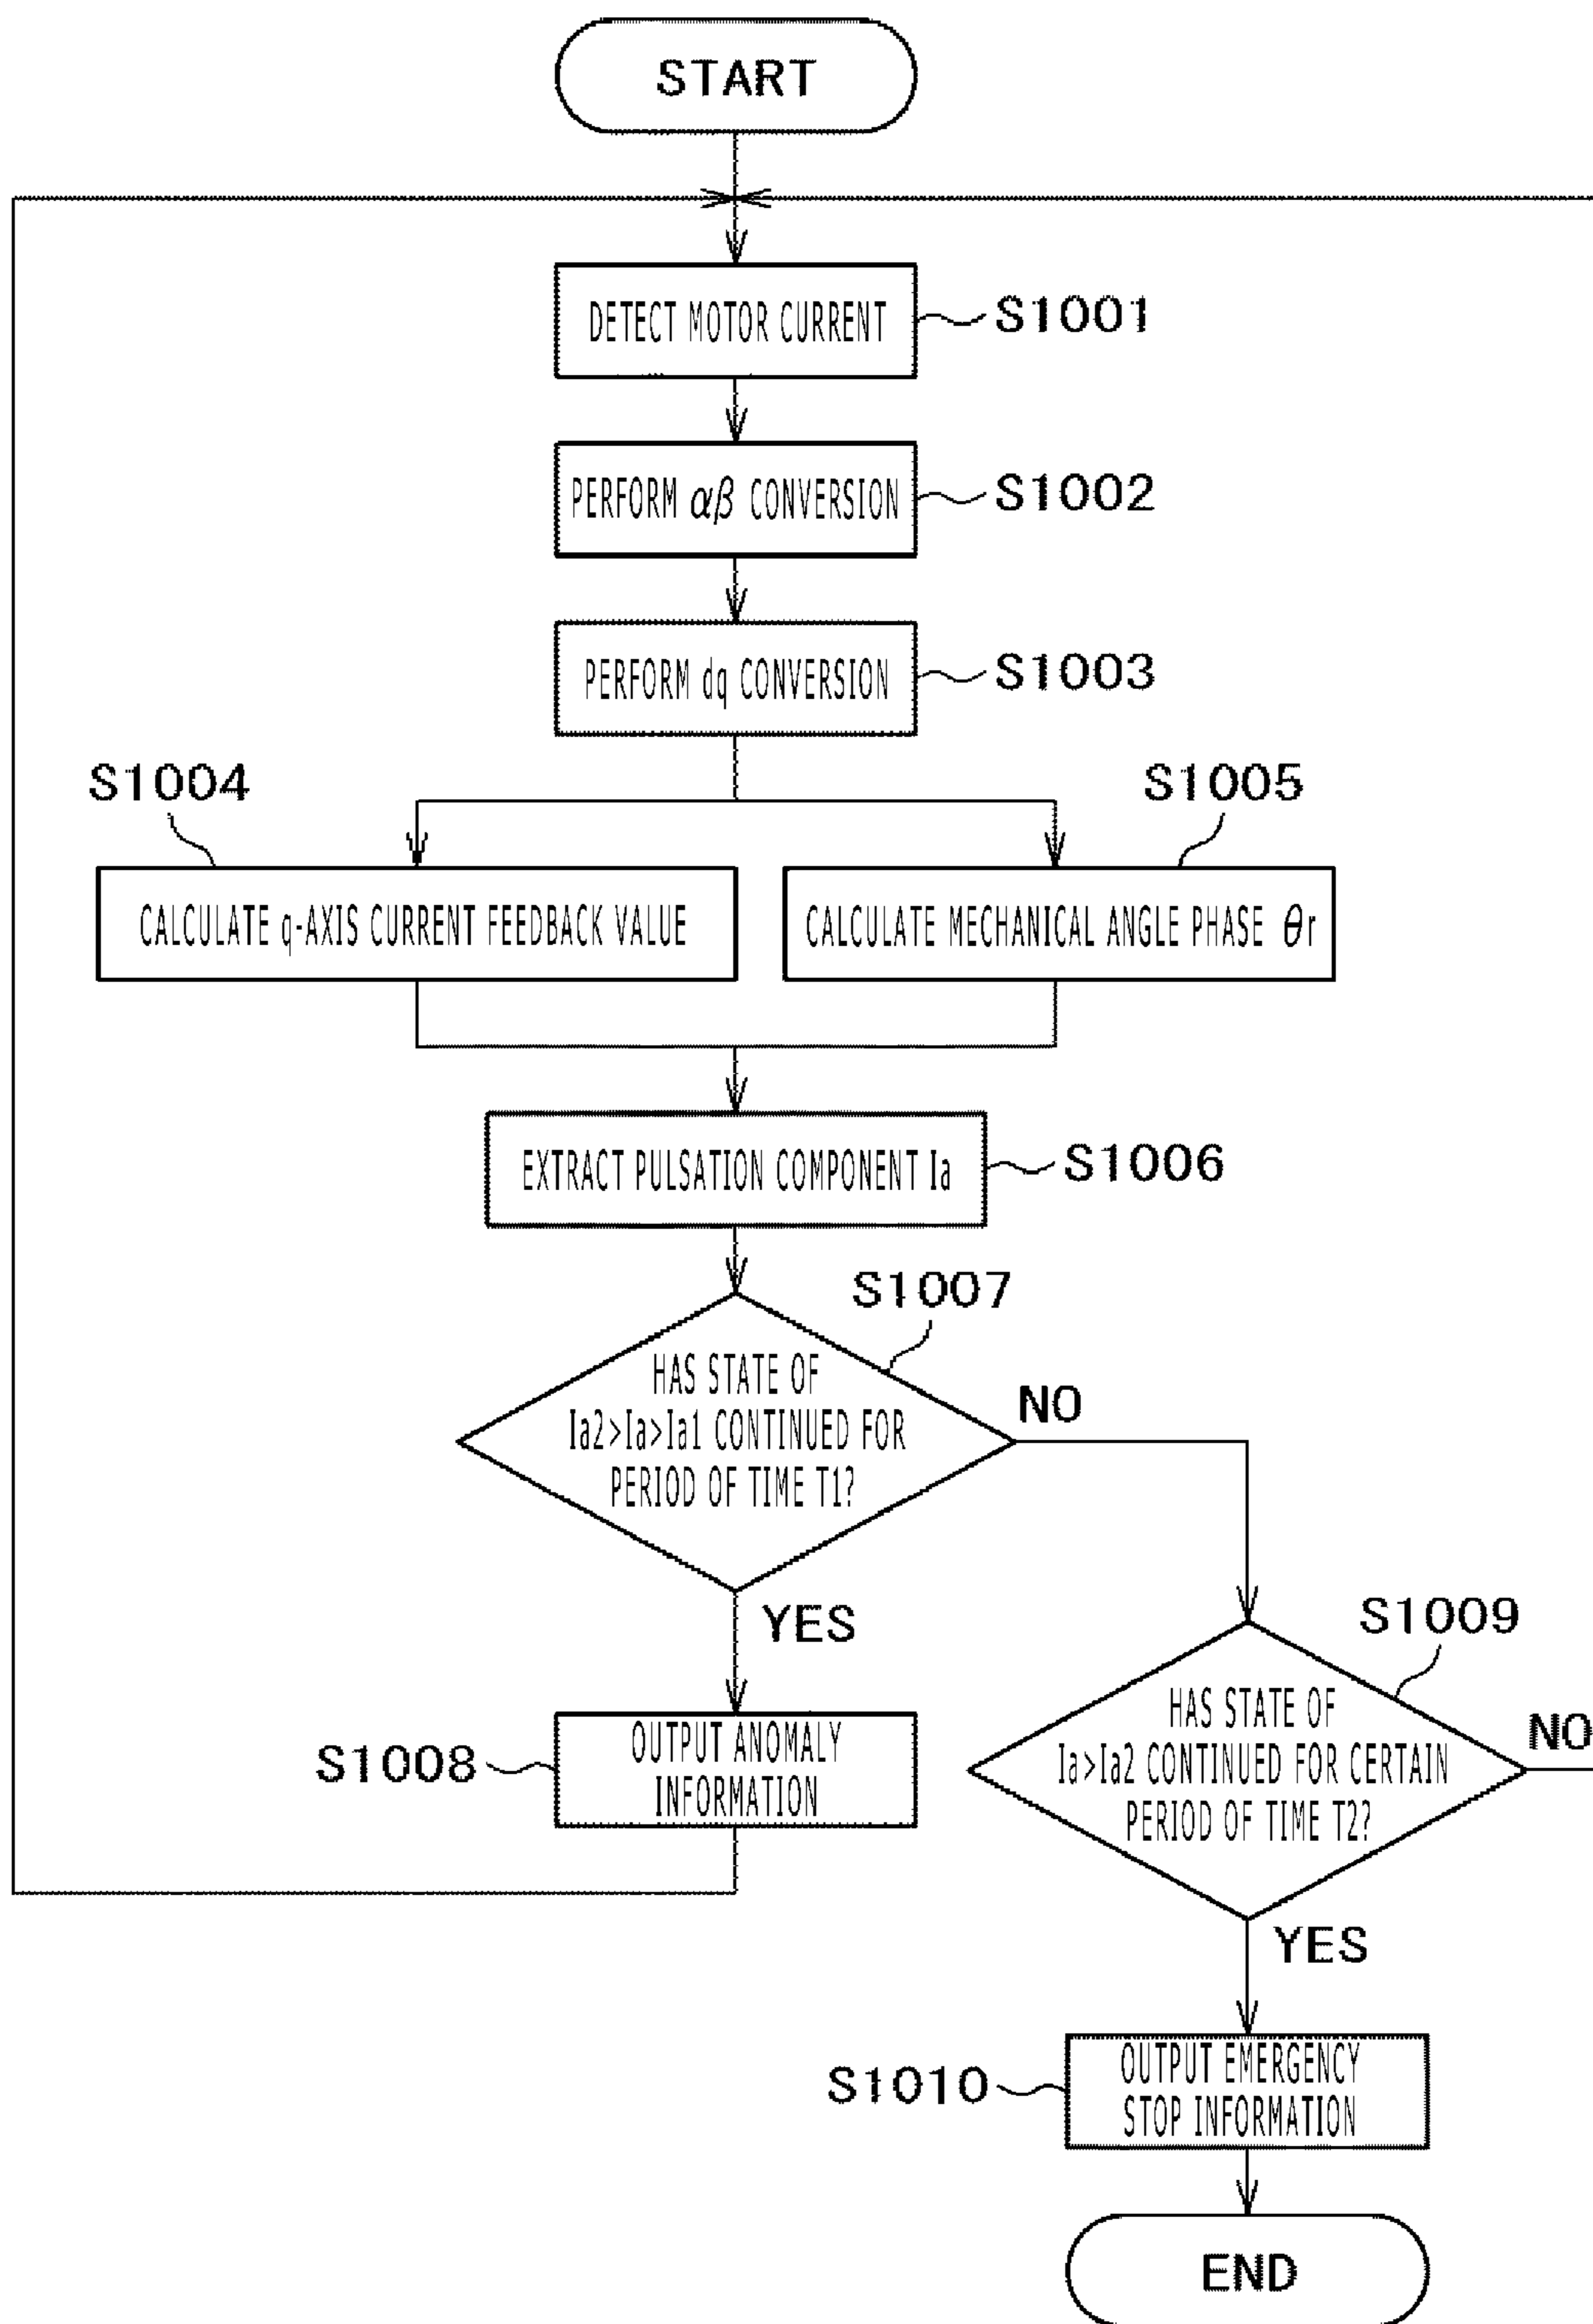 START
DETECT MOTOR CURRENT
S1001
PERFORM αβ CONVERSION
S1002
PERFORM dq CONVERSION
S1003
S1004
S1005
CALCULATE q-AXIS CURRENT FEEDBACK VALUE
CALCULATE MECHANICAL ANGLE PHASE θr
EXTRACT PULSATION COMPONENT Ia
S1006
S1007
HAS STATE OF
Ia2>Ia>Ia1 CONTINUED FOR
PERIOD OF TIME T1?
NO
YES
S1008
OUTPUT ANOMALY
INFORMATION
S1009
HAS STATE OF
Ia>Ia2 CONTINUED FOR CERTAIN
PERIOD OF TIME T2?
NO
YES
S1010
OUTPUT EMERGENCY
STOP INFORMATION
END